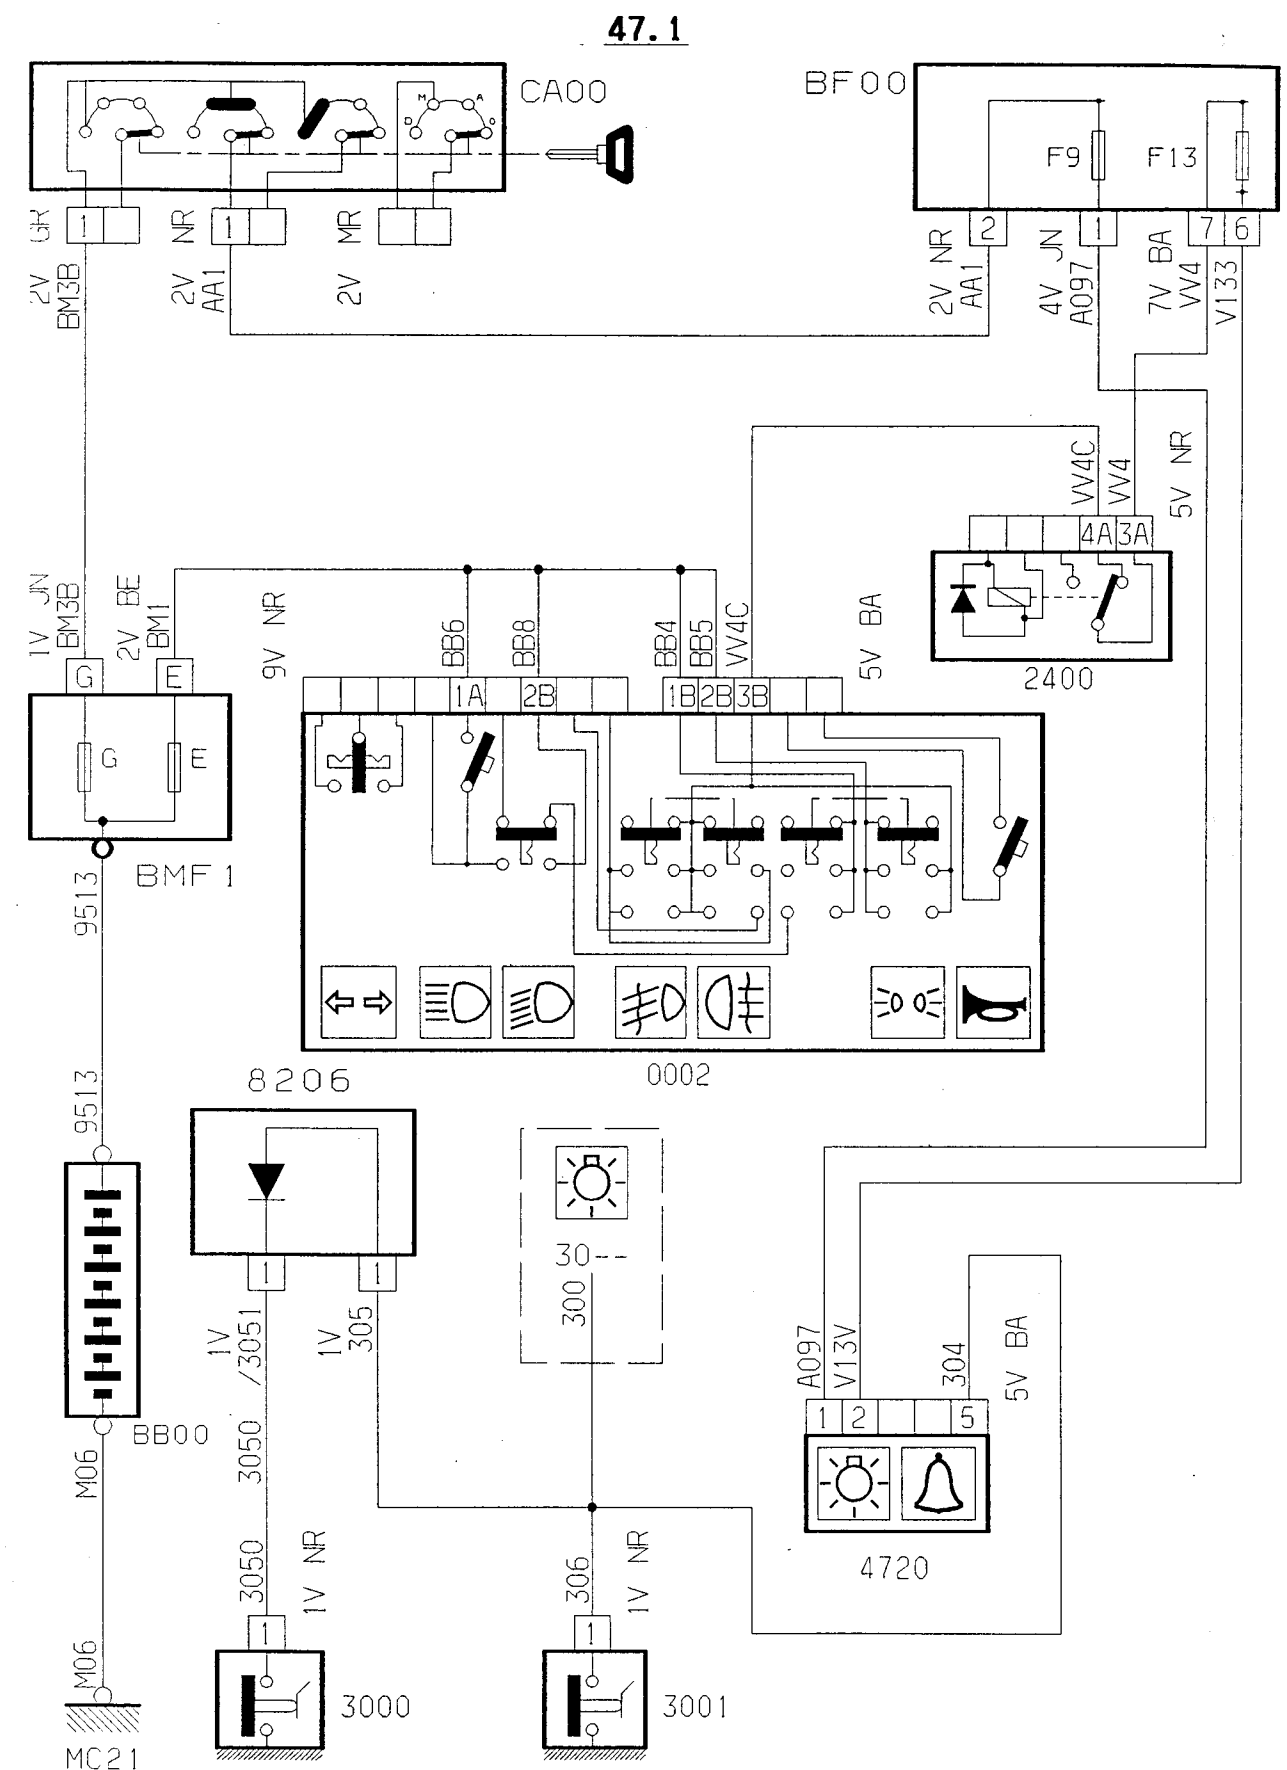 47.1
CA00
BF00
M
A
D
O
F9
F13
GR
1
NR
1
MR
2
NR
1
JN
7
6
BA
2V
BM3B
2V
AA1
2V
2V
AA1
4V
A097
7V
VV4
V133
VV4C
VV4
5V NR
4A
3A
2400
1V JN
BM3B
2V BE
BM1
9V NR
BB6
BB8
BB4
BB5
VV4C
5V BA
G
E
1A
2B
1B
2B
3B
G
E
BMF1
9513
9513
0002
8206
30--
300
1
1
1V
/3051
1V
305
A097
V13V
304
5V BA
1
2
5
BB00
M06
3050
4720
3050
1V NR
306
1V NR
1
1
M06
3000
3001
MC21